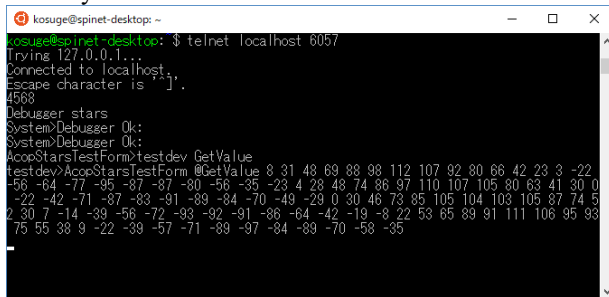 kosuge@spinet-desktop: ~
kosuge@spinet-desktop:~$ telnet localhost 6057
Trying 127.0.0.1...
Connected to localhost.
Escape character is '^]'.
4568
Debugger stars
System>Debugger Ok:
System>Debugger Ok:
AcopStarsTestForm>testdev GetValue
testdev>AcopStarsTestForm @GetValue 8 31 48 69 88 98 112 107 92 80 66 42 23 3 -22
-56 -64 -77 -95 -87 -87 -80 -56 -35 -23 4 28 48 74 86 97 110 107 105 80 63 41 30 0
-22 -42 -71 -87 -83 -91 -89 -84 -70 -49 -29 0 30 46 73 85 105 104 103 105 87 74 5
2 30 7 -14 -39 -56 -72 -93 -92 -91 -86 -64 -42 -19 -8 22 53 65 89 91 111 106 95 93
75 55 38 9 -22 -39 -57 -71 -89 -97 -84 -89 -70 -58 -35